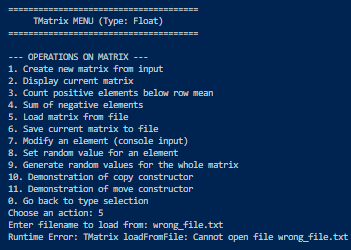 ======================================
TMatrix MENU (Type: Float)
======================================
--- OPERATIONS ON MATRIX ---
1. Create new matrix from input
2. Display current matrix
3. Count positive elements below row mean
4. Sum of negative elements
5. Load matrix from file
6. Save current matrix to file
7. Modify an element (console input)
8. Set random value for an element
9. Generate random values for the whole matrix
10. Demonstration of copy constructor
11. Demonstration of move constructor
0. Go back to type selection
Choose an action: 5
Enter filename to load from: wrong_file.txt
Runtime Error: TMatrix loadFromFile: Cannot open file wrong_file.txt